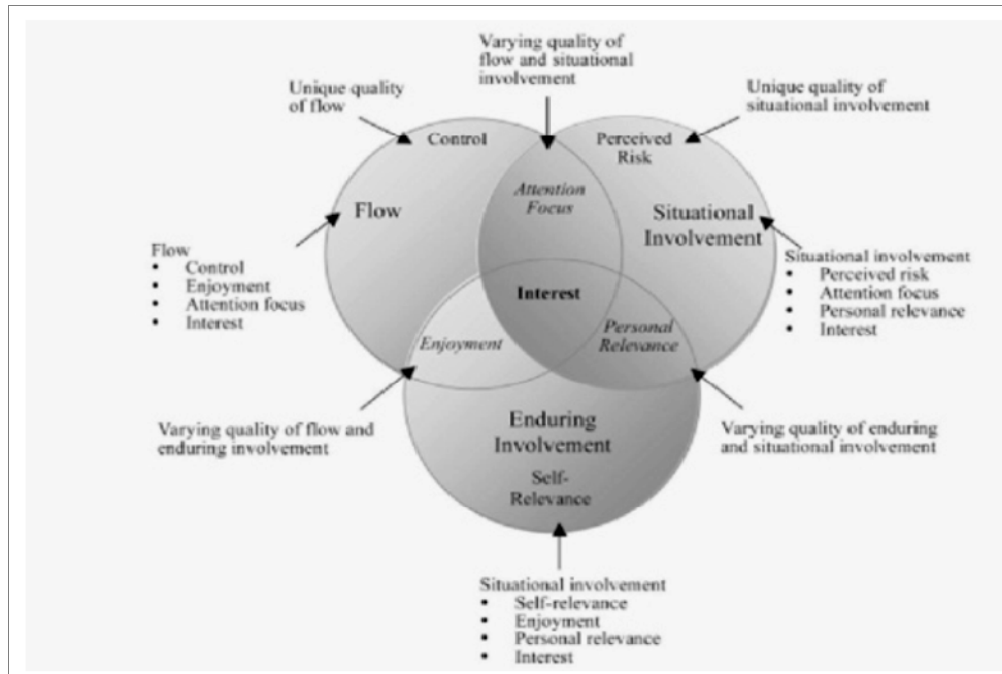 Varying quality of
flow and situational
involvement
Unique quality
of flow
Unique quality of
situational involvement
Control
Perceived
Risk
Attention
Focus
Flow
Situational
Involvement
Flow
• Control
• Enjoyment
• Attention focus
• Interest
Situational involvement
• Perceived risk
• Attention focus
• Personal relevance
• Interest
Interest
Enjoyment
Personal
Relevance
Varying quality of flow and
enduring involvement
Enduring
Involvement
Varying quality of enduring
and situational involvement
Self-
Relevance
Situational involvement
• Self-relevance
• Enjoyment
• Personal relevance
• Interest